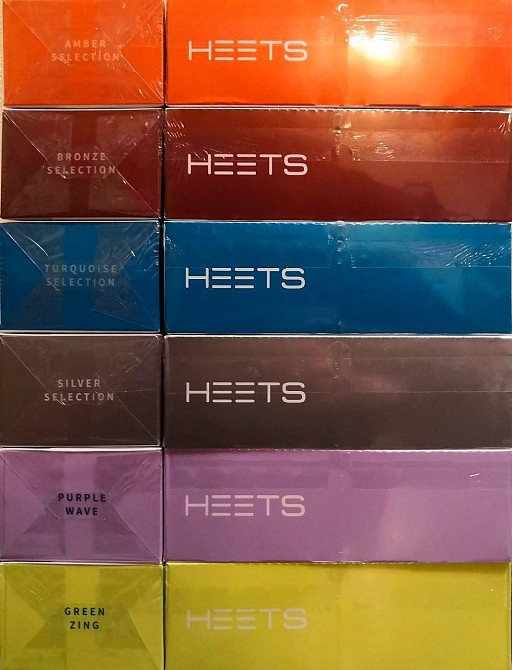 AMBER
SELECTION
HEETS
BRONZE
SELECTION
HEETS
TURQUOISE
SELECTION
HEETS
SILVER
SELECTION
HEETS
PURPLE
WAVE
HEETS
GREEN
ZING
HEETS